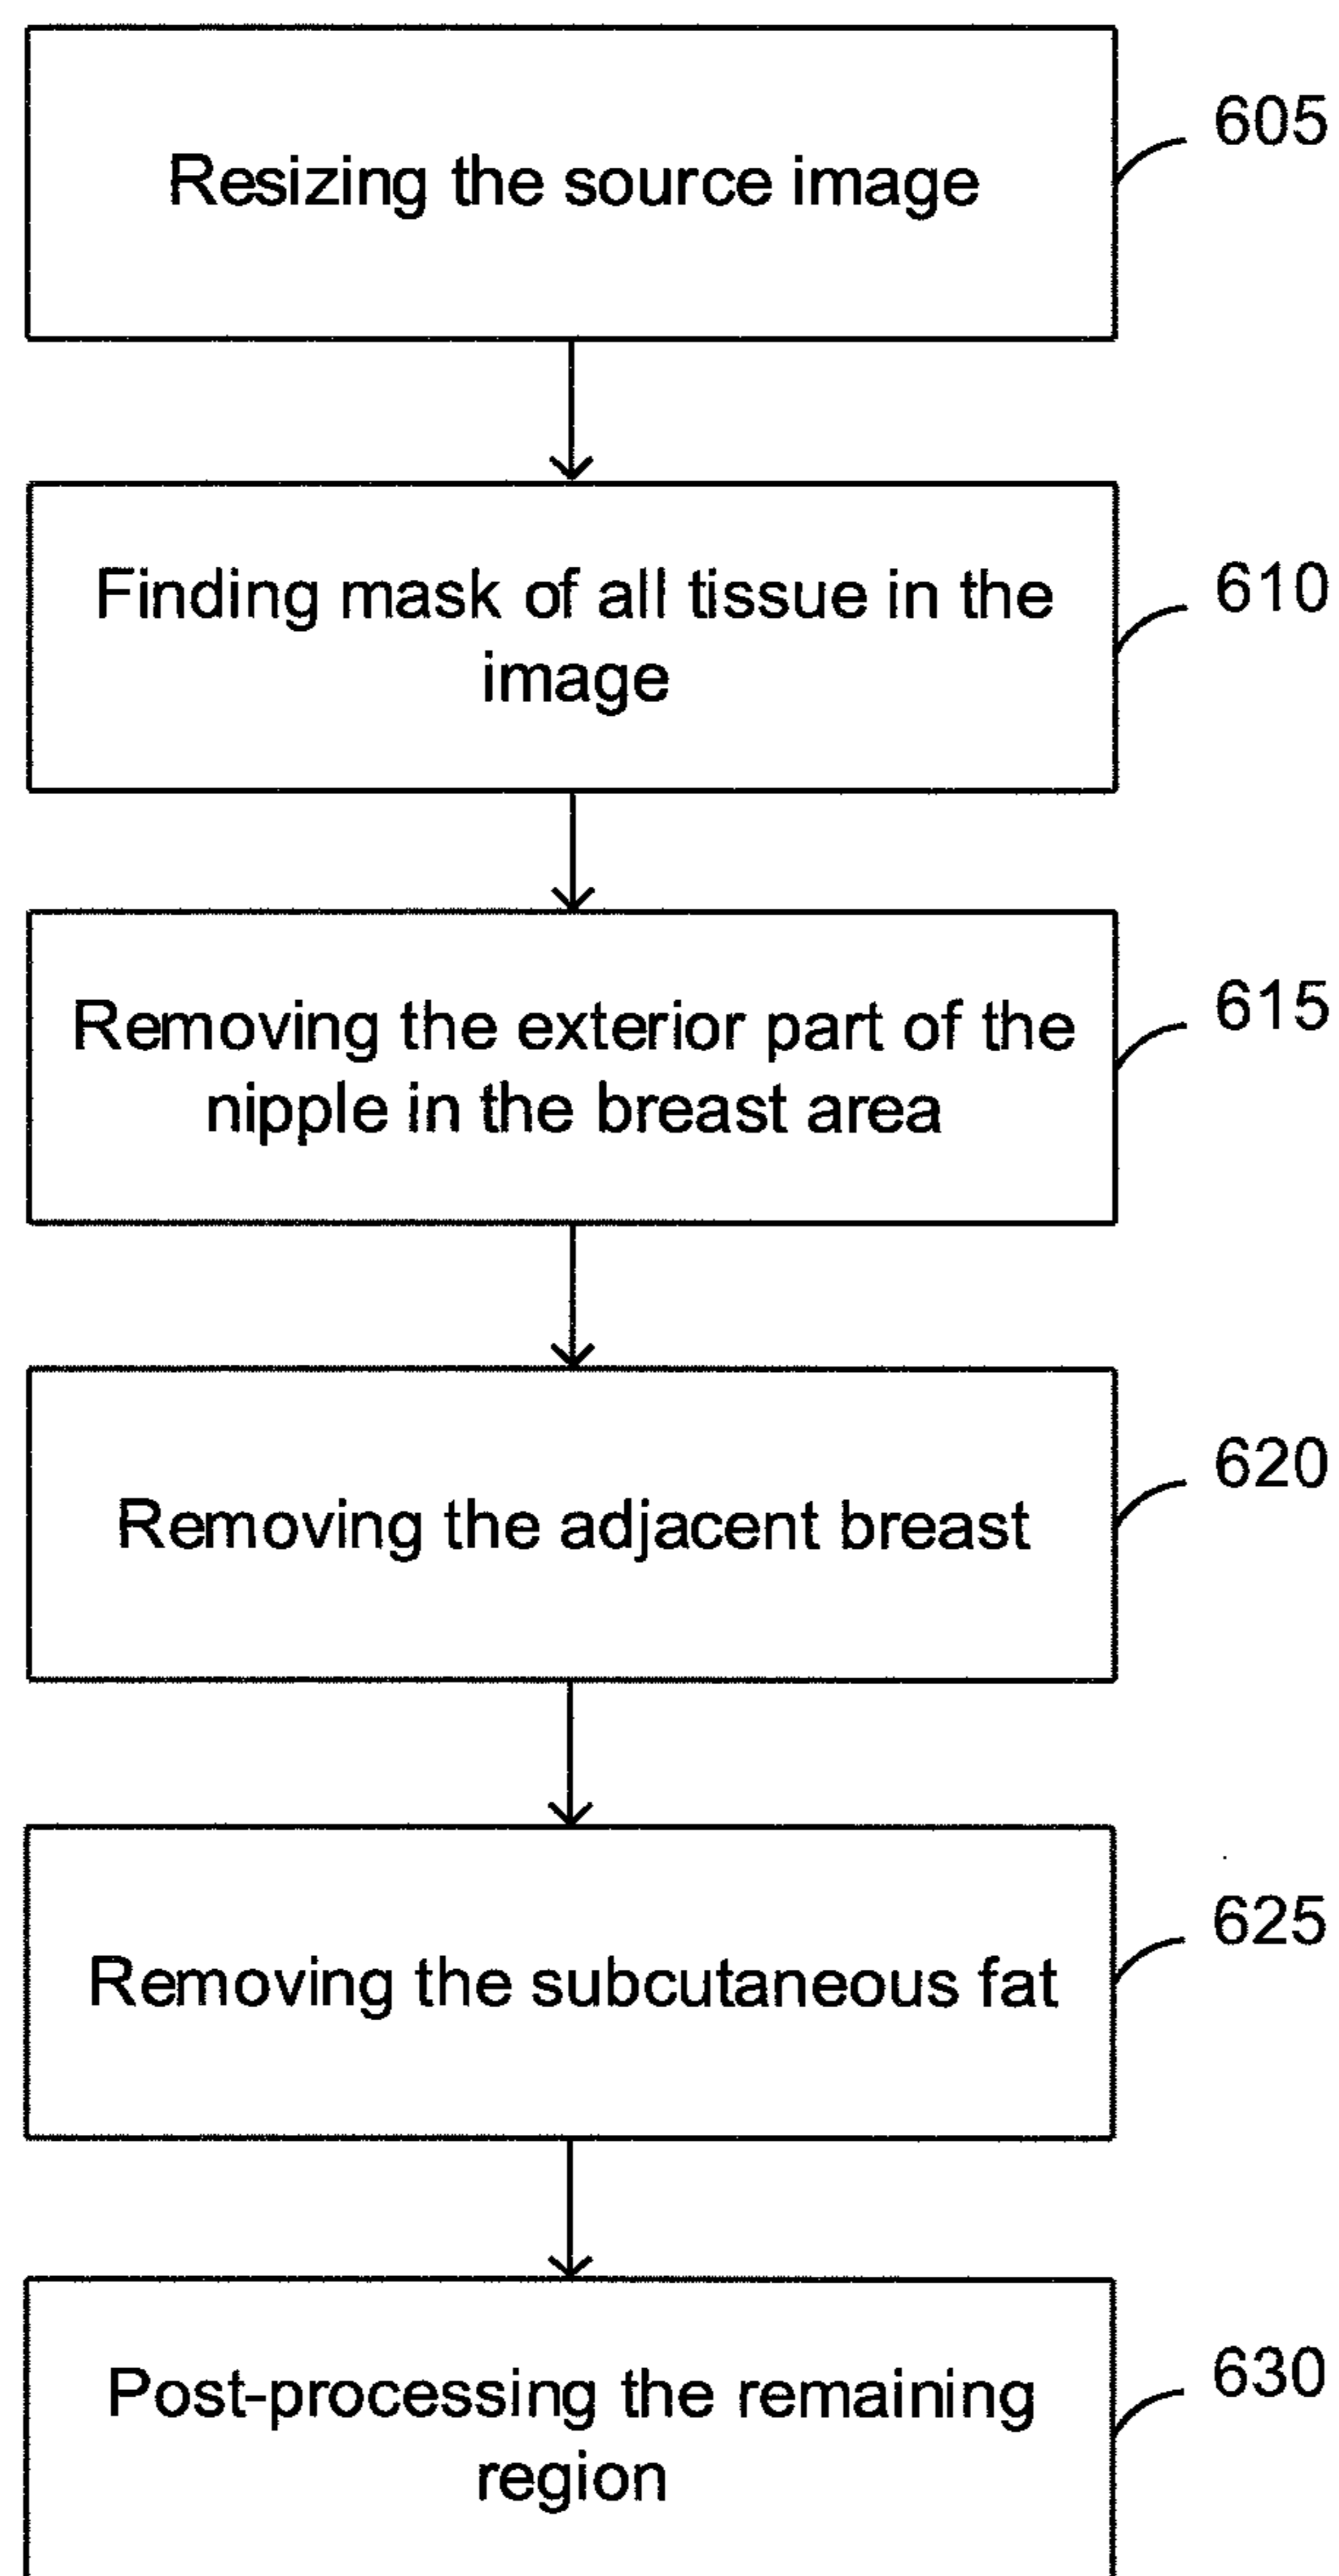 Resizing the source image
605
Finding mask of all tissue in the
image
610
Removing the exterior part of the
nipple in the breast area
615
Removing the adjacent breast
620
Removing the subcutaneous fat
625
Post-processing the remaining
region
630